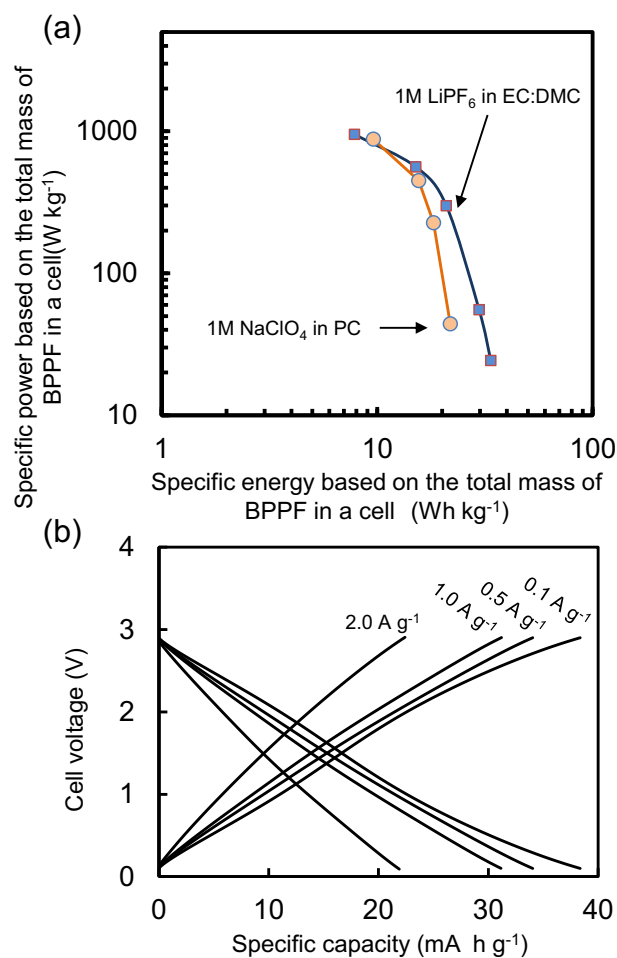 (a)
Specific power based on the total mass of
BPPF in a cell(W kg⁻¹)
1000
100
10
1M LiPF₆ in EC:DMC
1M NaClO₄ in PC
1
10
100
Specific energy based on the total mass of
BPPF in a cell (Wh kg⁻¹)
(b)
Cell voltage (V)
4
3
2
1
0
2.0 A g⁻¹
1.0 A g⁻¹
0.5 A g⁻¹
0.1 A g⁻¹
0
10
20
30
40
Specific capacity (mA h g⁻¹)